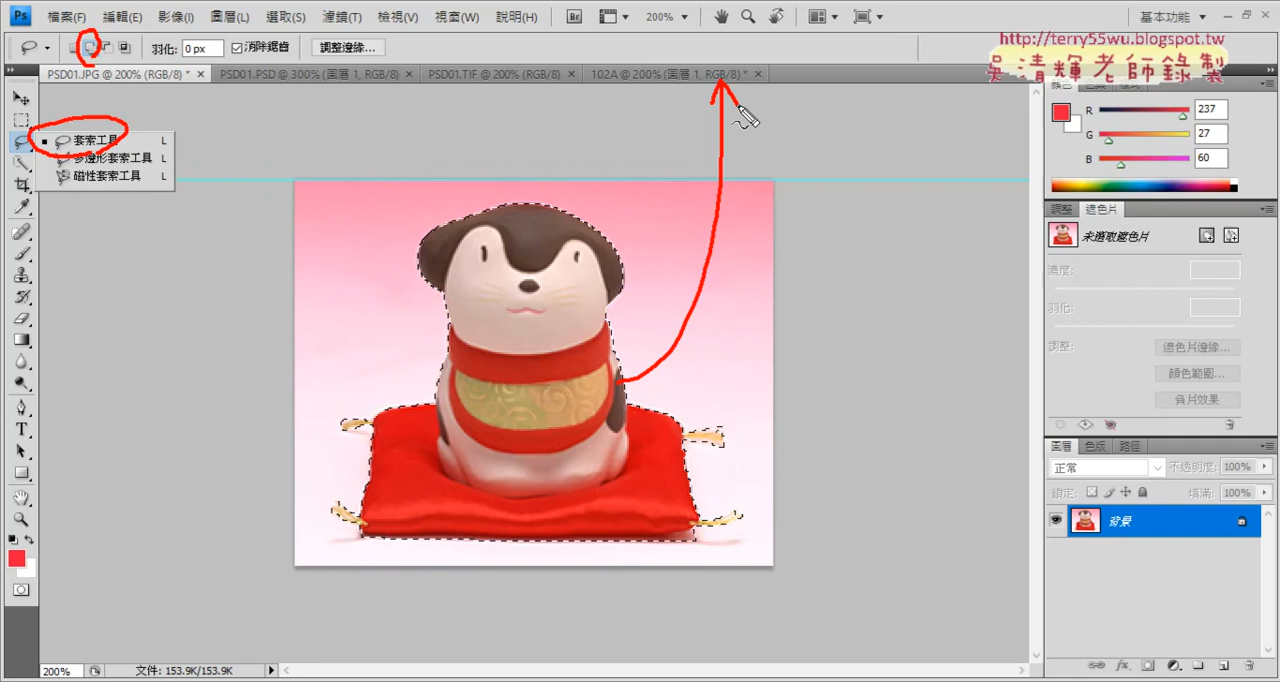 Ps 檔案(F) 編輯(E) 影像(I) 圖層(L) 選取(S) 濾鏡(T) 檢視(V) 視窗(W) 說明(H) Br 200% 基本功能
羽化: 0 px 消除鋸齒 調整邊緣...
http://terry55wu.blogspot.tw
吳清輝老師錄製
PSD01.JPG @ 200% (RGB/8) * × PSD01.PSD @ 300% (圖層 1, RGB/8) × PSD01.TIF @ 200% (RGB/8) × 102A @ 200% (圖層 1, RGB/8) * ×
R 237
G 27
B 60
套索工具 L
多邊形套索工具 L
磁性套索工具 L
調整 遮色片
未選取遮色片
濃度:
羽化:
調整: 遮色片邊緣...
顏色範圍...
負片效果
圖層 色版 路徑
正常 不透明度: 100%
鎖定: 填滿: 100%
背景
T
200% 文件: 153.9K/153.9K